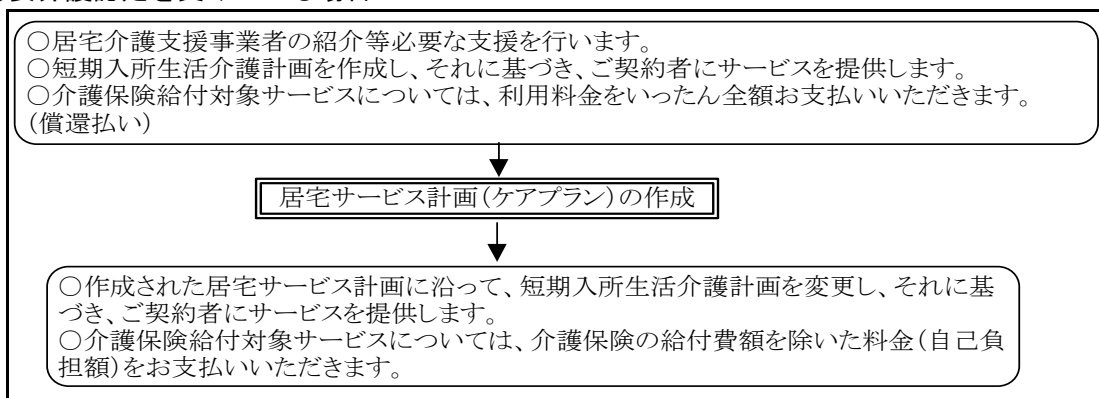 ○居宅介護支援事業者の紹介等必要な支援を行います。
○短期入所生活介護計画を作成し、それに基づき、ご契約者にサービスを提供します。
○介護保険給付対象サービスについては、利用料金をいったん全額お支払いいただきます。
(償還払い)
居宅サービス計画(ケアプラン)の作成
○作成された居宅サービス計画に沿って、短期入所生活介護計画を変更し、それに基
づき、ご契約者にサービスを提供します。
○介護保険給付対象サービスについては、介護保険の給付費額を除いた料金(自己負
担額)をお支払いいただきます。